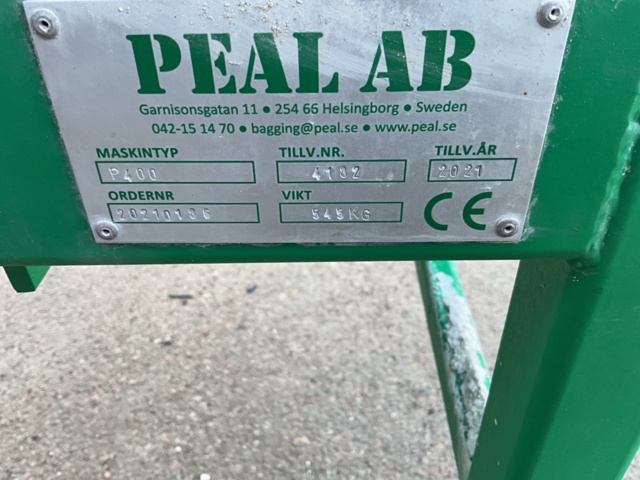 PEAL AB
Garnisonsgatan 11 • 254 66 Helsingborg • Sweden
042-15 14 70 • bagging@peal.se • www.peal.se
MASKINTYP TILLV.NR. TILLV.ÅR
P400 4182 2021
ORDERNR VIKT
20210186 545KG CE